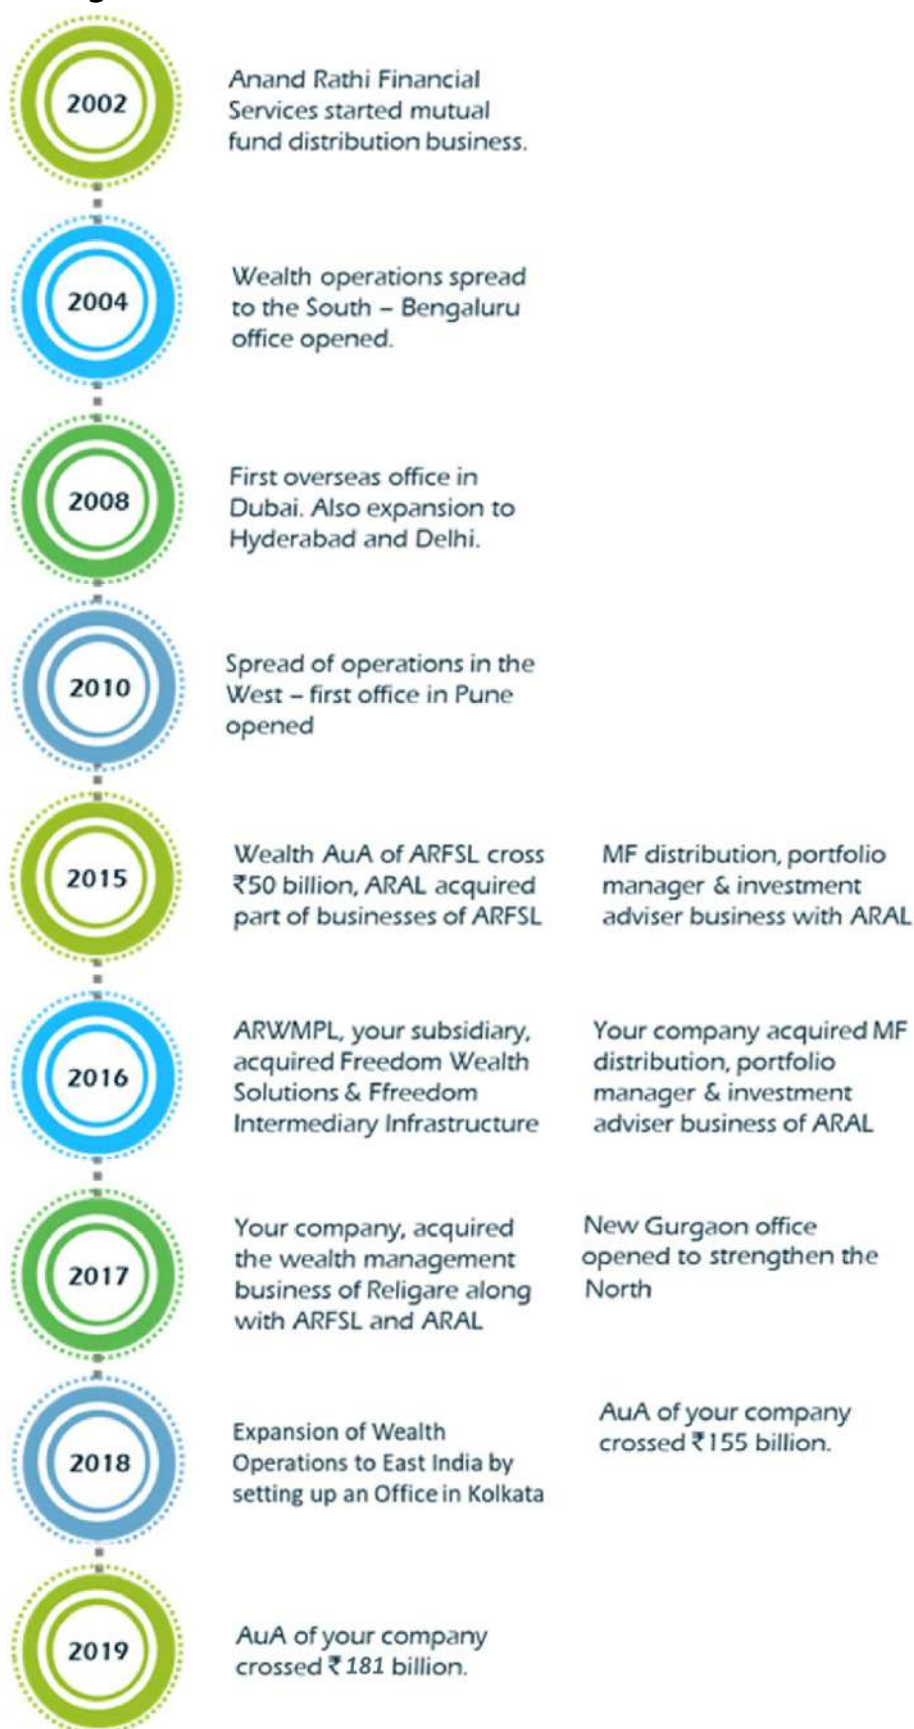 2002
Anand Rathi Financial
Services started mutual
fund distribution business.
2004
Wealth operations spread
to the South – Bengaluru
office opened.
2008
First overseas office in
Dubai. Also expansion to
Hyderabad and Delhi.
2010
Spread of operations in the
West – first office in Pune
opened
2015
Wealth AuA of ARFSL cross
₹50 billion, ARAL acquired
part of businesses of ARFSL
MF distribution, portfolio
manager & investment
adviser business with ARAL
2016
ARWMPL, your subsidiary,
acquired Freedom Wealth
Solutions & Ffreedom
Intermediary Infrastructure
Your company acquired MF
distribution, portfolio
manager & investment
adviser business of ARAL
2017
Your company, acquired
the wealth management
business of Religare along
with ARFSL and ARAL
New Gurgaon office
opened to strengthen the
North
2018
Expansion of Wealth
Operations to East India by
setting up an Office in Kolkata
AuA of your company
crossed ₹155 billion.
2019
AuA of your company
crossed ₹181 billion.